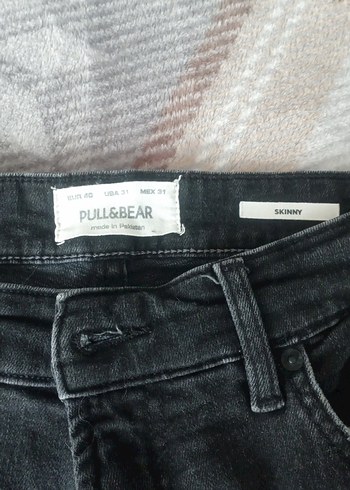 EUR 40 USA 31 MEX 31
PULL&BEAR
made in Pakistan
SKINNY